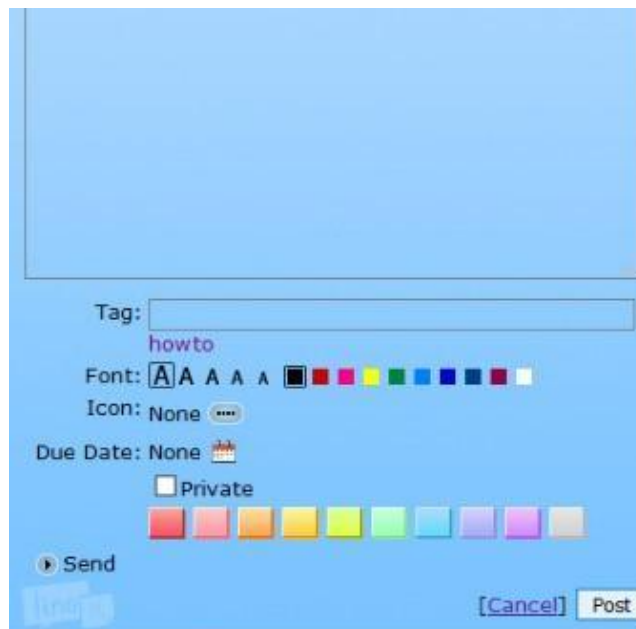 Tag:
howto
Font: A A A A A
Icon: None
Due Date: None
Private
Send
[Cancel] Post